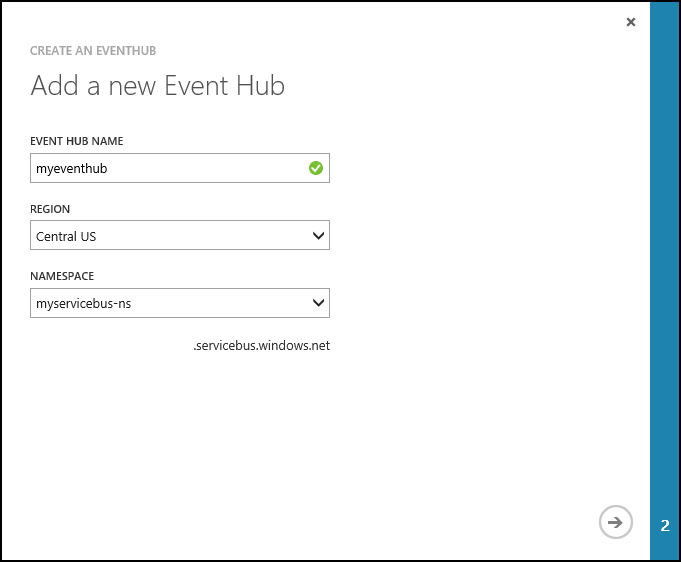 CREATE AN EVENTHUB
Add a new Event Hub
EVENT HUB NAME
myeventhub
REGION
Central US
NAMESPACE
myservicebus-ns
.servicebus.windows.net
2